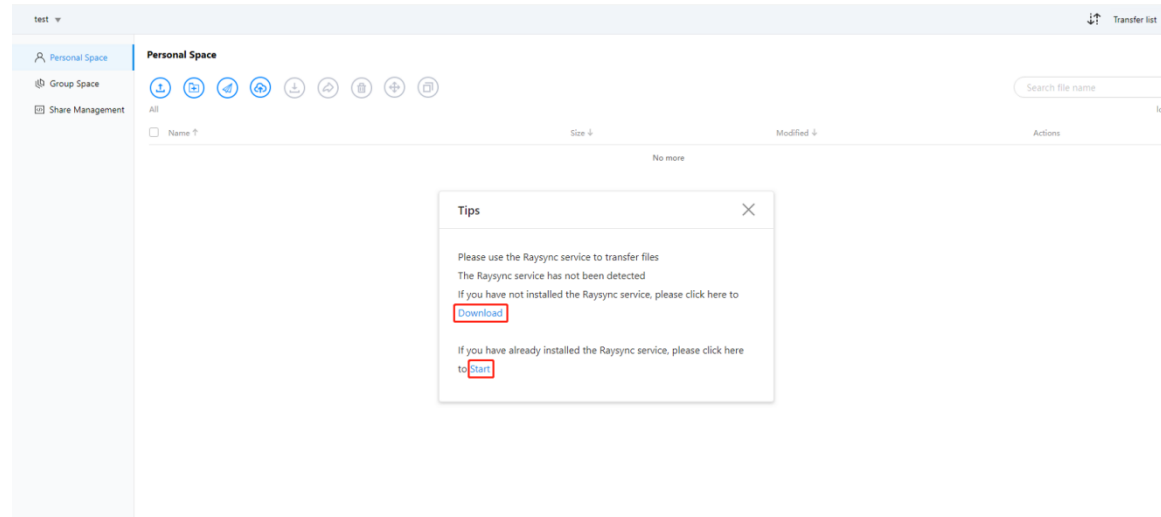 test
Transfer list
Personal Space
Group Space
Share Management
Personal Space
Search file name
All
Name ↑
Size ↓
Modified ↓
Actions
No more
Tips
Please use the Raysync service to transfer files
The Raysync service has not been detected
If you have not installed the Raysync service, please click here to
Download
If you have already installed the Raysync service, please click here
to Start